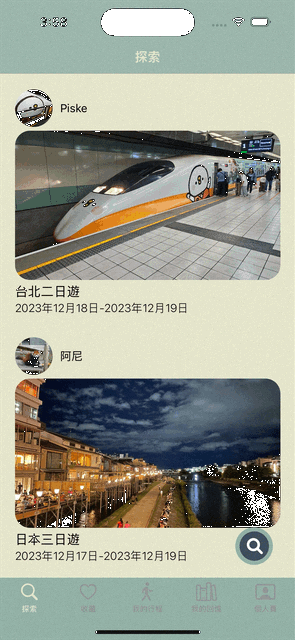 探索
Piske
台北二日遊
2023年12月18日-2023年12月19日
阿尼
日本三日遊
2023年12月17日-2023年12月19日
探索
收藏
我的行程
我的回憶
個人頁